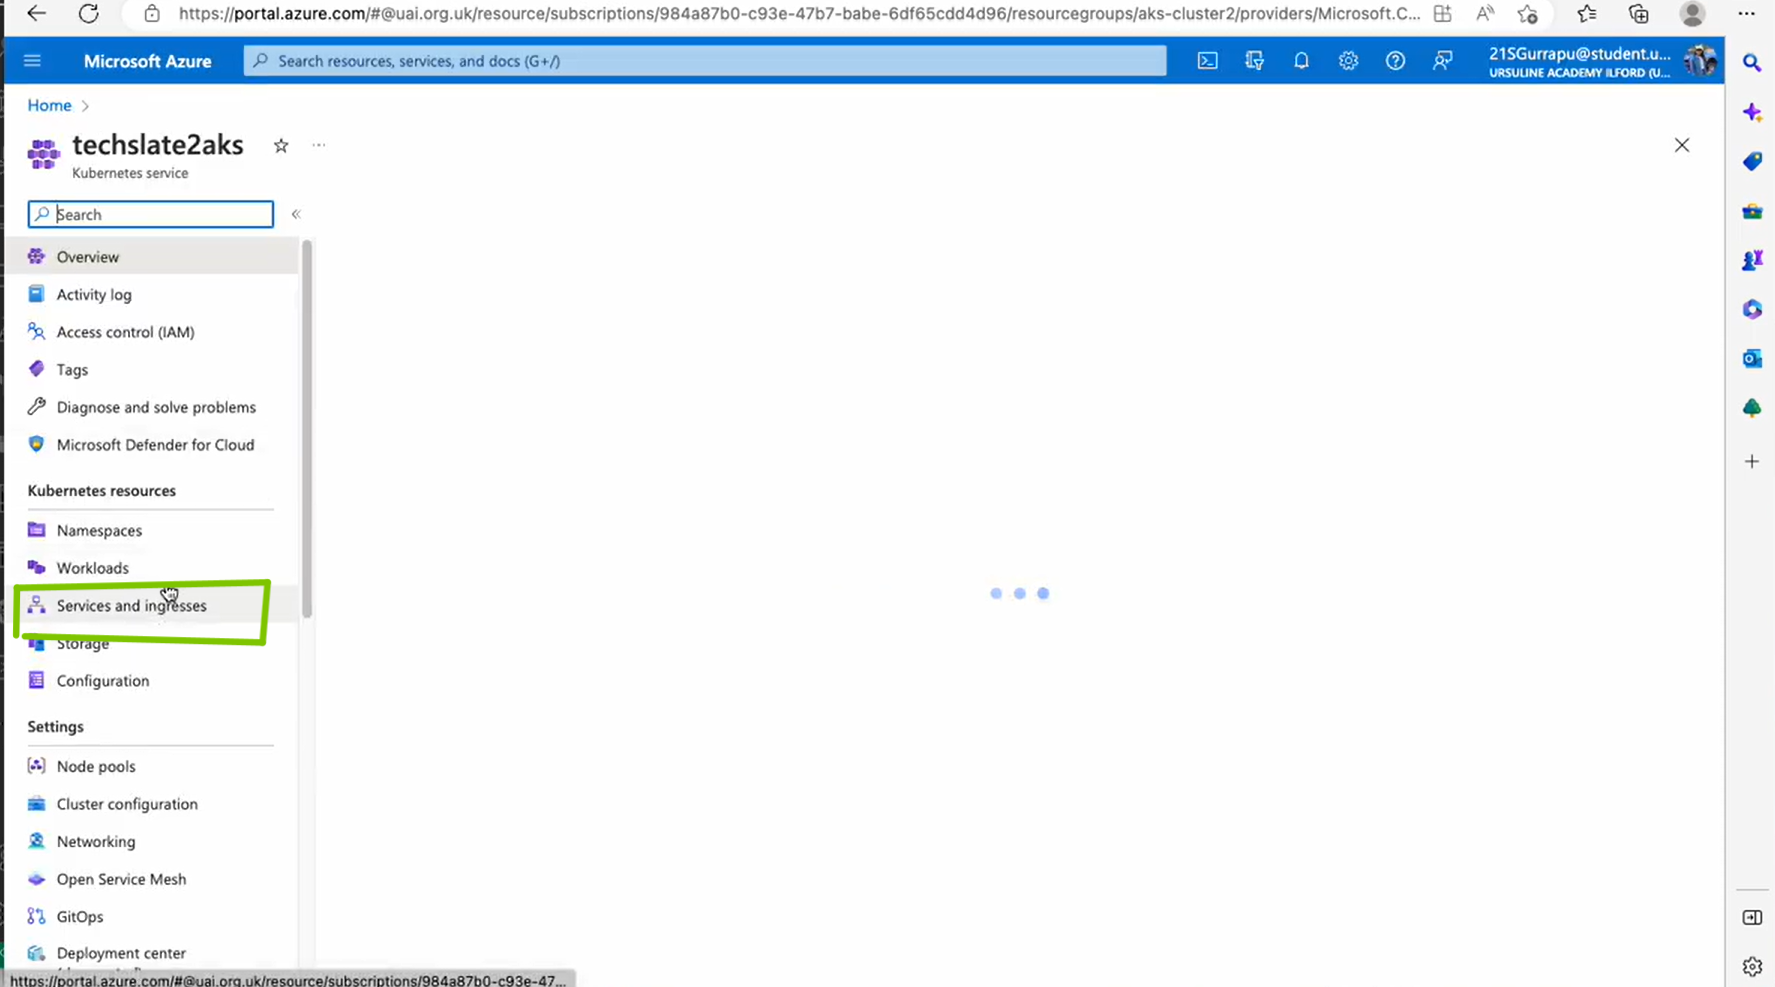 https://portal.azure.com/#@uai.org.uk/resource/subscriptions/984a87b0-c93e-47b7-babe-6df65cdd4d96/resourcegroups/aks-cluster2/providers/Microsoft.C...
Microsoft Azure
Search resources, services, and docs (G+/)
21SGurrapu@student.u...
URSULINE ACADEMY ILFORD (U...
Home
techslate2aks
...
Kubernetes service
Search
Overview
Activity log
Access control (IAM)
Tags
Diagnose and solve problems
Microsoft Defender for Cloud
Kubernetes resources
Namespaces
Workloads
Services and ingresses
Storage
Configuration
Settings
Node pools
Cluster configuration
Networking
Open Service Mesh
GitOps
Deployment center
https://portal.azure.com/#@uai.org.uk/resource/subscriptions/984a87b0-c93e-47...